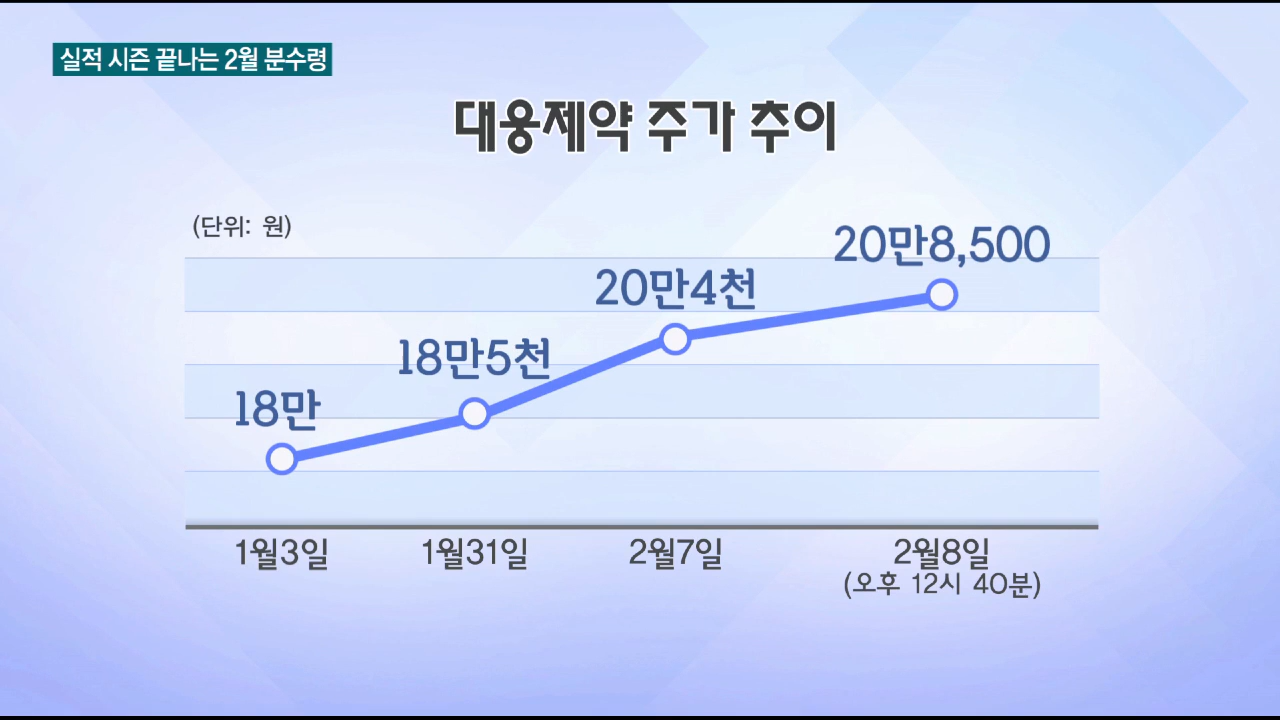 실적 시즌 끝나는 2월 분수령
대웅제약 주가 추이
(단위: 원)
20만8,500
20만4천
18만5천
18만
1월3일 1월31일 2월7일 2월8일
(오후 12시 40분)